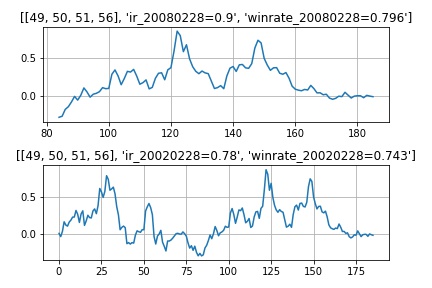 [[49, 50, 51, 56], 'ir_20080228=0.9', 'winrate_20080228=0.796']
0.5
0.0
80 100 120 140 160 180
[[49, 50, 51, 56], 'ir_20020228=0.78', 'winrate_20020228=0.743']
0.5
0.0
0 25 50 75 100 125 150 175